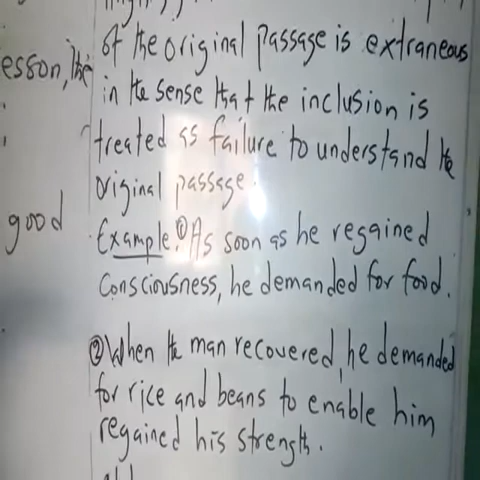 of the original passage is extraneous
esson, the
in the sense that the inclusion is
treated as failure to understand the
original passage.
good
Example: ① As soon as he regained
Consciousness, he demanded for food.
② When the man recovered, he demanded
for rice and beans to enable him
regained his strength.